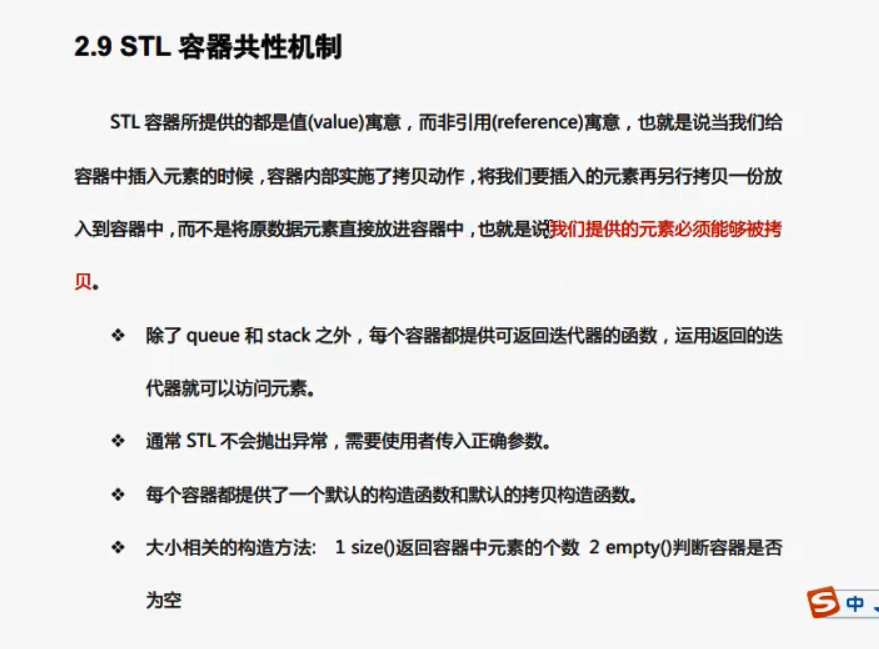 2.9 STL 容器共性机制
STL 容器所提供的都是值(value)寓意，而非引用(reference)寓意，也就是说当我们给
容器中插入元素的时候，容器内部实施了拷贝动作，将我们要插入的元素再另行拷贝一份放
入到容器中，而不是将原数据元素直接放进容器中，也就是说我们提供的元素必须能够被拷
贝。
❖ 除了 queue 和 stack 之外，每个容器都提供可返回迭代器的函数，运用返回的迭
代器就可以访问元素。
❖ 通常 STL 不会抛出异常，需要使用者传入正确参数。
❖ 每个容器都提供了一个默认的构造函数和默认的拷贝构造函数。
❖ 大小相关的构造方法: 1 size()返回容器中元素的个数 2 empty()判断容器是否
为空
S 中